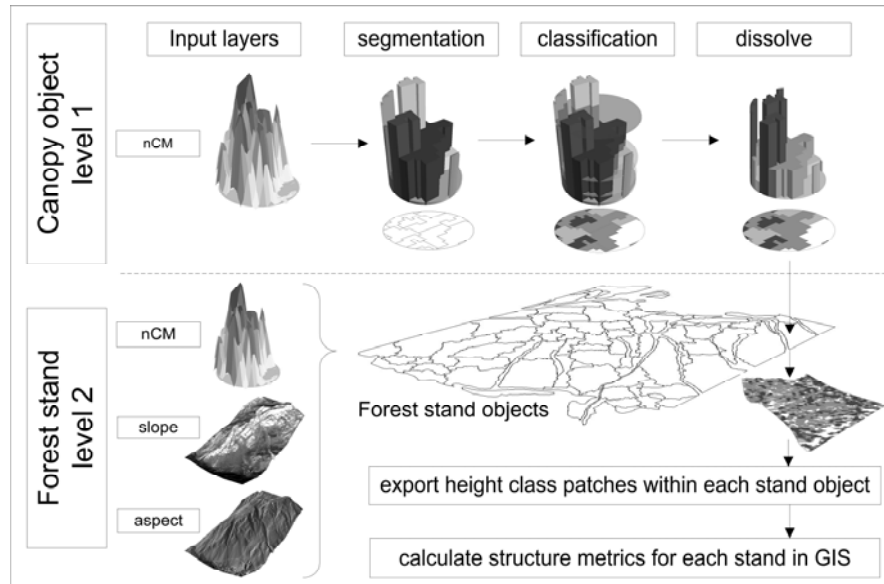 Input layers
segmentation
classification
dissolve
Canopy object
level 1
nCM
Forest stand
level 2
nCM
slope
aspect
Forest stand objects
export height class patches within each stand object
calculate structure metrics for each stand in GIS